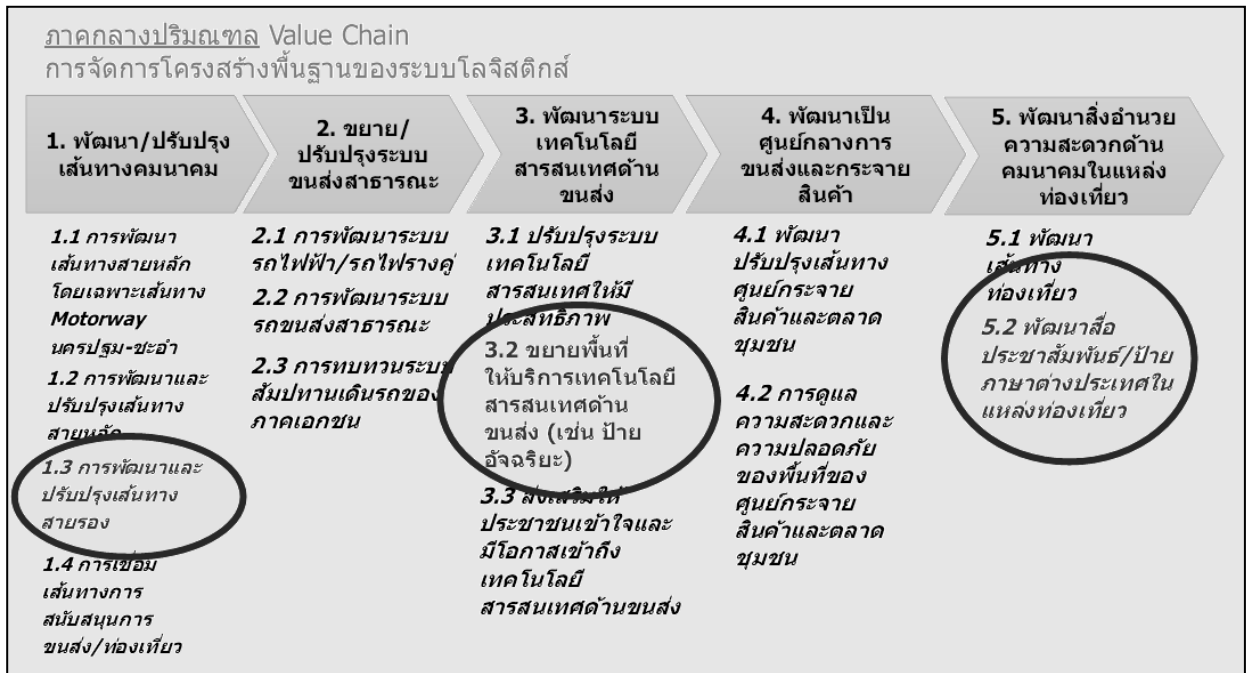 ภาคกลางปริมณฑล Value Chain
การจัดการโครงสร้างพื้นฐานของระบบโลจิสติกส์
1. พัฒนา/ปรับปรุง
เส้นทางคมนาคม
2. ขยาย/
ปรับปรุงระบบ
ขนส่งสาธารณะ
3. พัฒนาระบบ
เทคโนโลยี
สารสนเทศด้าน
ขนส่ง
4. พัฒนาเป็น
ศูนย์กลางการ
ขนส่งและกระจาย
สินค้า
5. พัฒนาสิ่งอำนวย
ความสะดวกด้าน
คมนาคมในแหล่ง
ท่องเที่ยว
1.1 การพัฒนา
เส้นทางสายหลัก
โดยเฉพาะเส้นทาง
Motorway
นครปฐม-ชะอำ
1.2 การพัฒนาและ
ปรับปรุงเส้นทาง
สายหลัก
1.3 การพัฒนาและ
ปรับปรุงเส้นทาง
สายรอง
1.4 การเชื่อม
เส้นทางการ
สนับสนุนการ
ขนส่ง/ท่องเที่ยว
2.1 การพัฒนาระบบ
รถไฟฟ้า/รถไฟรางคู่
2.2 การพัฒนาระบบ
รถขนส่งสาธารณะ
2.3 การทบทวนระบบ
สัมปทานเดินรถของ
ภาคเอกชน
3.1 ปรับปรุงระบบ
เทคโนโลยี
สารสนเทศให้มี
ประสิทธิภาพ
3.2 ขยายพื้นที่
ให้บริการเทคโนโลยี
สารสนเทศด้าน
ขนส่ง (เช่น ป้าย
อัจฉริยะ)
3.3 ส่งเสริมให้
ประชาชนเข้าใจและ
มีโอกาสเข้าถึง
เทคโนโลยี
สารสนเทศด้านขนส่ง
4.1 พัฒนา
ปรับปรุงเส้นทาง
ศูนย์กระจาย
สินค้าและตลาด
ชุมชน
4.2 การดูแล
ความสะดวกและ
ความปลอดภัย
ของพื้นที่ของ
ศูนย์กระจาย
สินค้าและตลาด
ชุมชน
5.1 พัฒนา
เส้นทาง
ท่องเที่ยว
5.2 พัฒนาสื่อ
ประชาสัมพันธ์/ป้าย
ภาษาต่างประเทศใน
แหล่งท่องเที่ยว